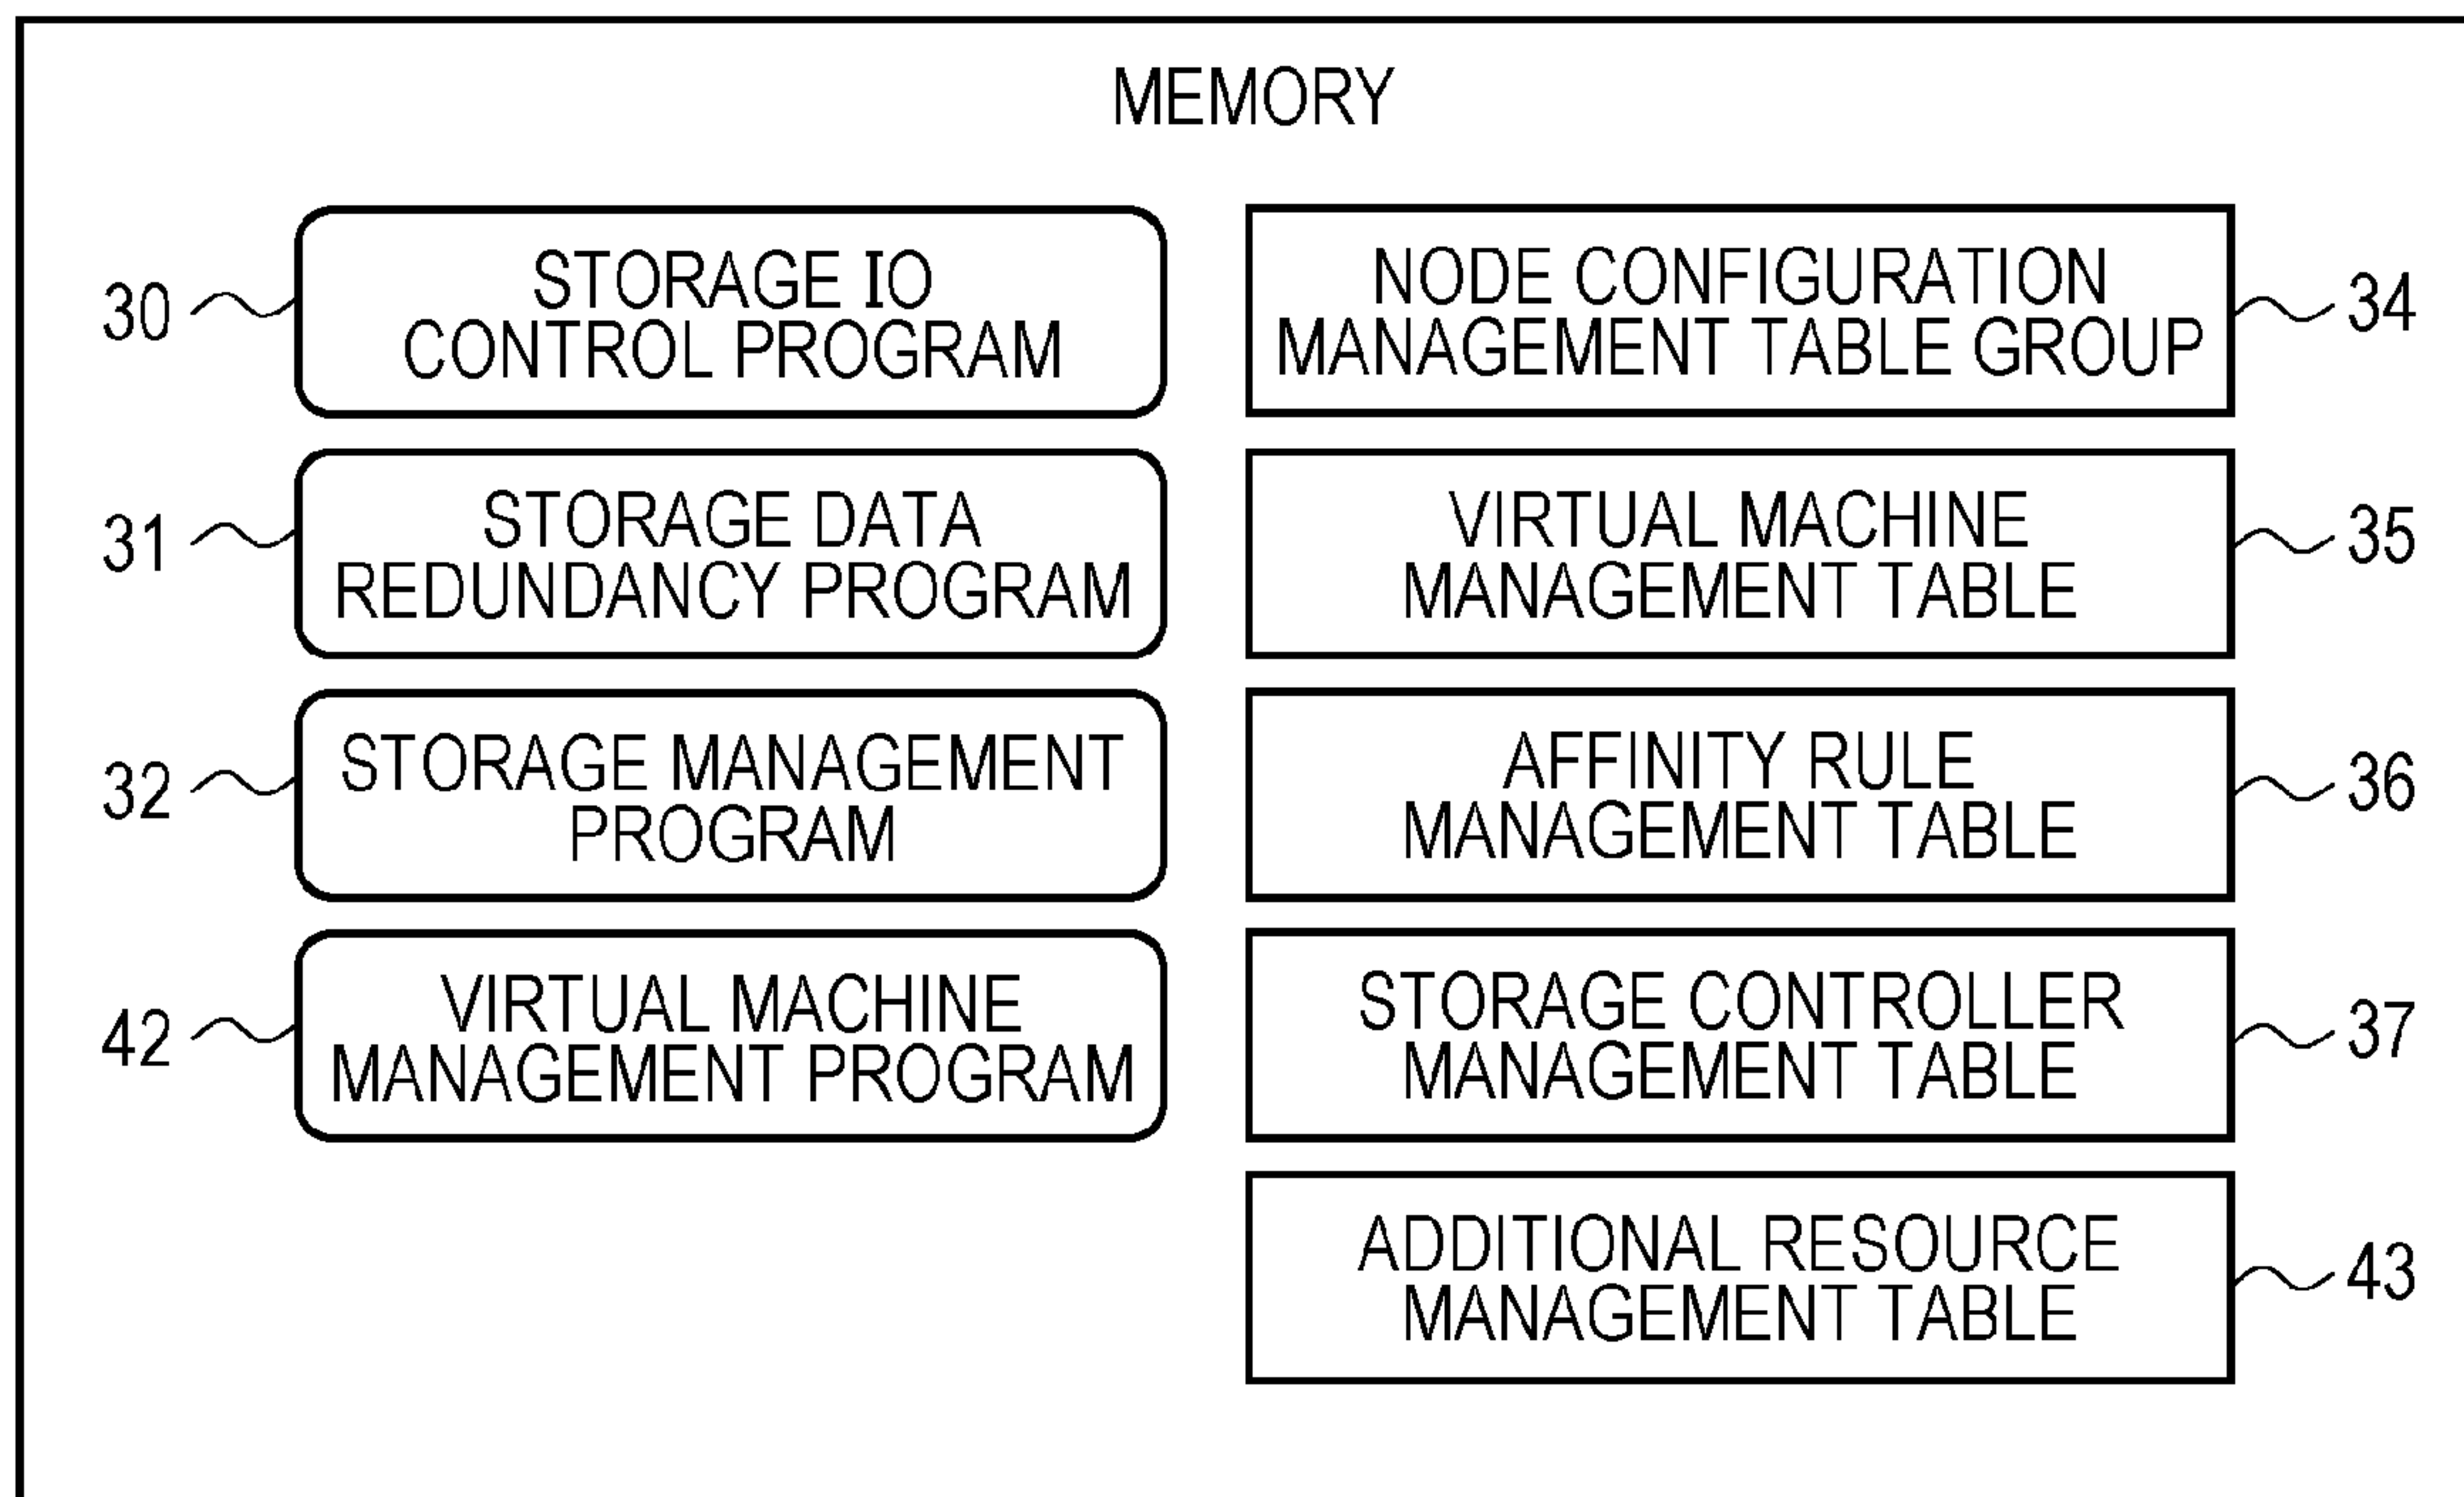 MEMORY
30
STORAGE IO
CONTROL PROGRAM
NODE CONFIGURATION
MANAGEMENT TABLE GROUP
34
31
STORAGE DATA
REDUNDANCY PROGRAM
VIRTUAL MACHINE
MANAGEMENT TABLE
35
32
STORAGE MANAGEMENT
PROGRAM
AFFINITY RULE
MANAGEMENT TABLE
36
42
VIRTUAL MACHINE
MANAGEMENT PROGRAM
STORAGE CONTROLLER
MANAGEMENT TABLE
37
ADDITIONAL RESOURCE
MANAGEMENT TABLE
43